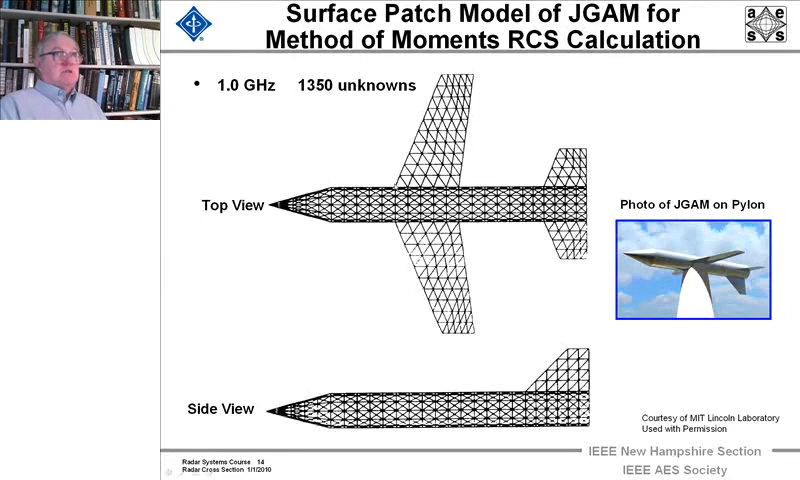 Surface Patch Model of JGAM for
Method of Moments RCS Calculation
a e
s s
• 1.0 GHz 1350 unknowns
Top View
Photo of JGAM on Pylon
Side View
Courtesy of MIT Lincoln Laboratory
Used with Permission
IEEE New Hampshire Section
IEEE AES Society
Radar Systems Course 14
Radar Cross Section 1/1/2010